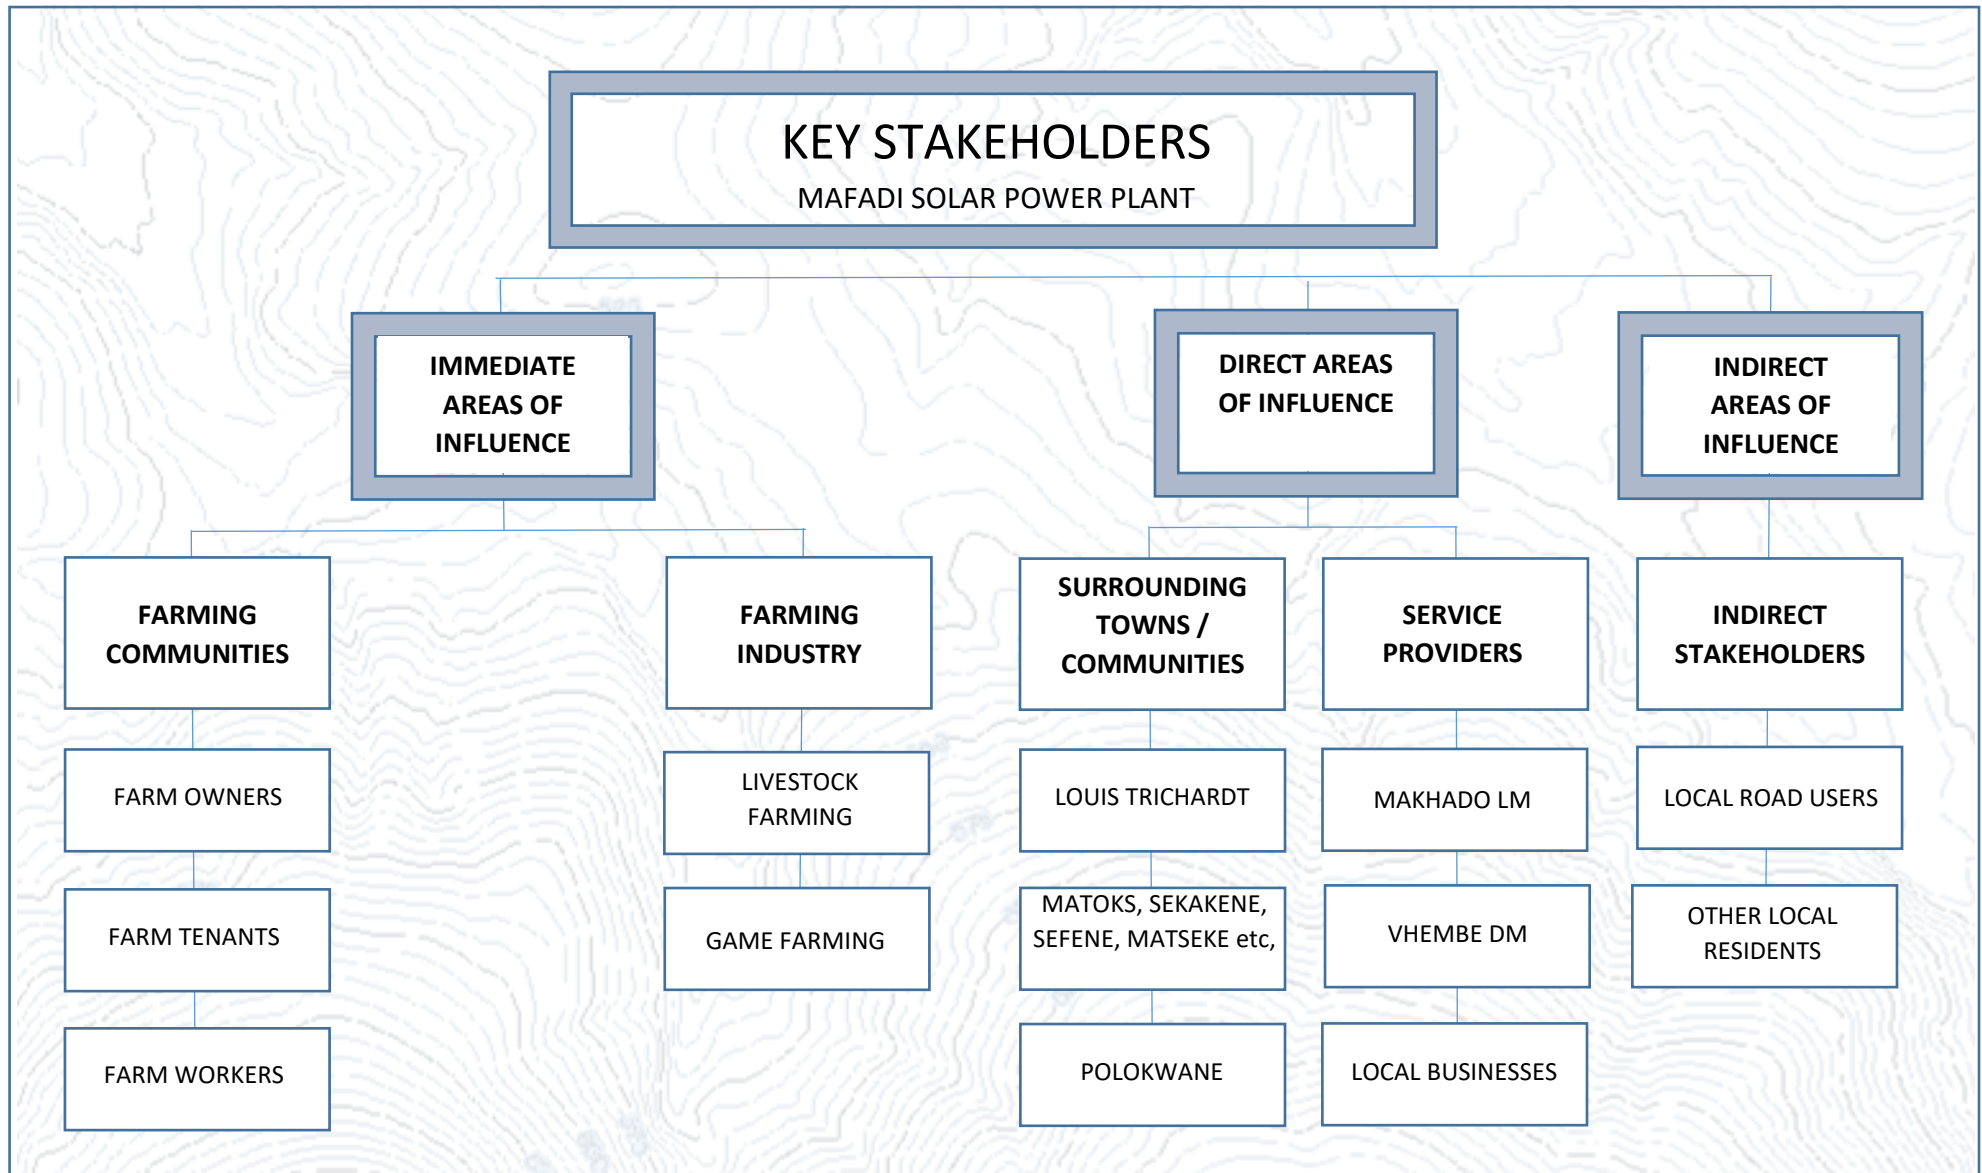 KEY STAKEHOLDERS
MAFADI SOLAR POWER PLANT
IMMEDIATE
AREAS OF
INFLUENCE
DIRECT AREAS
OF INFLUENCE
INDIRECT
AREAS OF
INFLUENCE
FARMING
COMMUNITIES
FARMING
INDUSTRY
SURROUNDING
TOWNS /
COMMUNITIES
SERVICE
PROVIDERS
INDIRECT
STAKEHOLDERS
FARM OWNERS
LIVESTOCK
FARMING
LOUIS TRICHARDT
MAKHADO LM
LOCAL ROAD USERS
FARM TENANTS
GAME FARMING
MATOKS, SEKAKENE,
SEFENE, MATSEKE etc,
VHEMBE DM
OTHER LOCAL
RESIDENTS
FARM WORKERS
POLOKWANE
LOCAL BUSINESSES